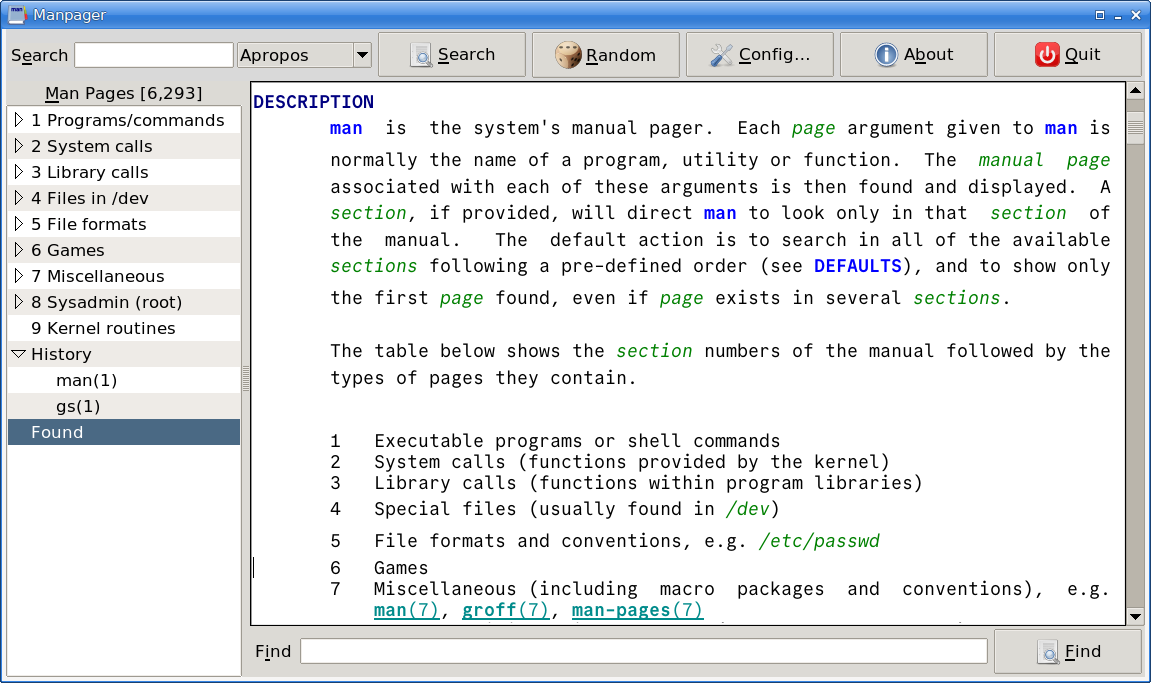 Manpager
Search Apropos Search Random Config... About Quit
Man Pages [6,293]
1 Programs/commands
2 System calls
3 Library calls
4 Files in /dev
5 File formats
6 Games
7 Miscellaneous
8 Sysadmin (root)
9 Kernel routines
History
man(1)
gs(1)
Found
DESCRIPTION
man is the system's manual pager. Each page argument given to man is
normally the name of a program, utility or function. The manual page
associated with each of these arguments is then found and displayed. A
section, if provided, will direct man to look only in that section of
the manual. The default action is to search in all of the available
sections following a pre-defined order (see DEFAULTS), and to show only
the first page found, even if page exists in several sections.
The table below shows the section numbers of the manual followed by the
types of pages they contain.
1 Executable programs or shell commands
2 System calls (functions provided by the kernel)
3 Library calls (functions within program libraries)
4 Special files (usually found in /dev)
5 File formats and conventions, e.g. /etc/passwd
6 Games
7 Miscellaneous (including macro packages and conventions), e.g.
man(7), groff(7), man-pages(7)
Find Find